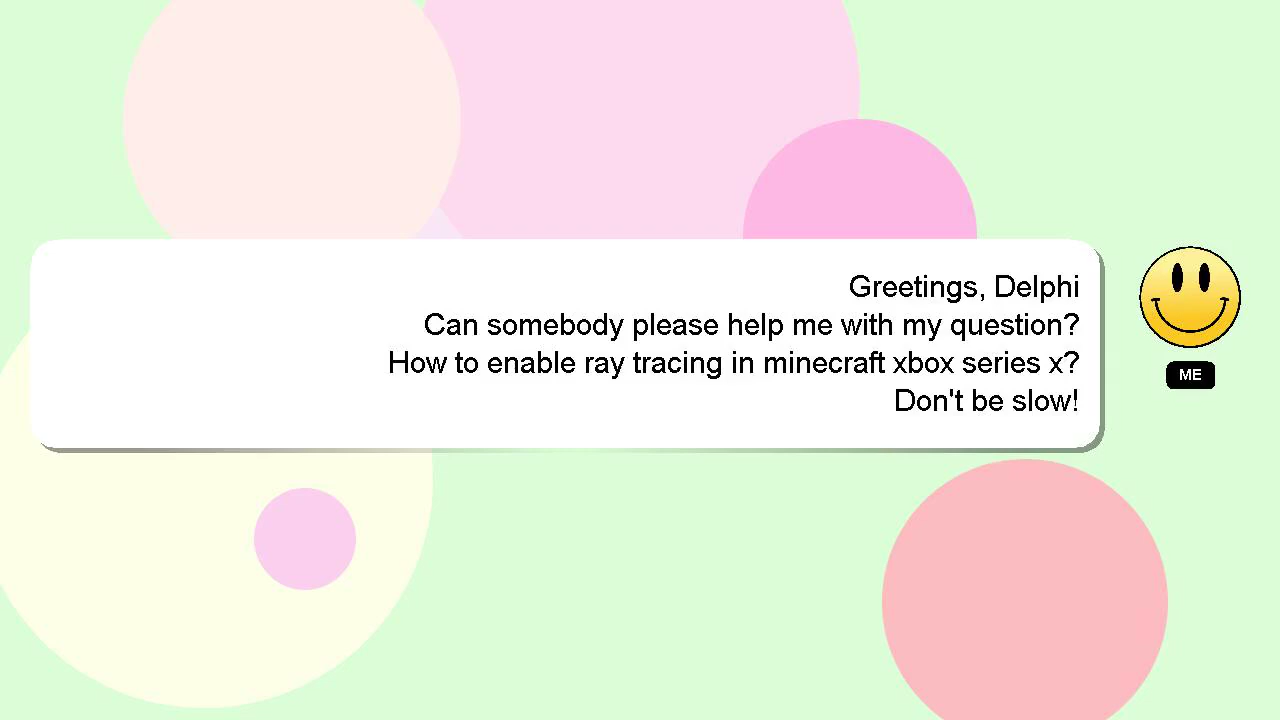 Greetings, Delphi
Can somebody please help me with my question?
How to enable ray tracing in minecraft xbox series x?
Don't be slow!
ME